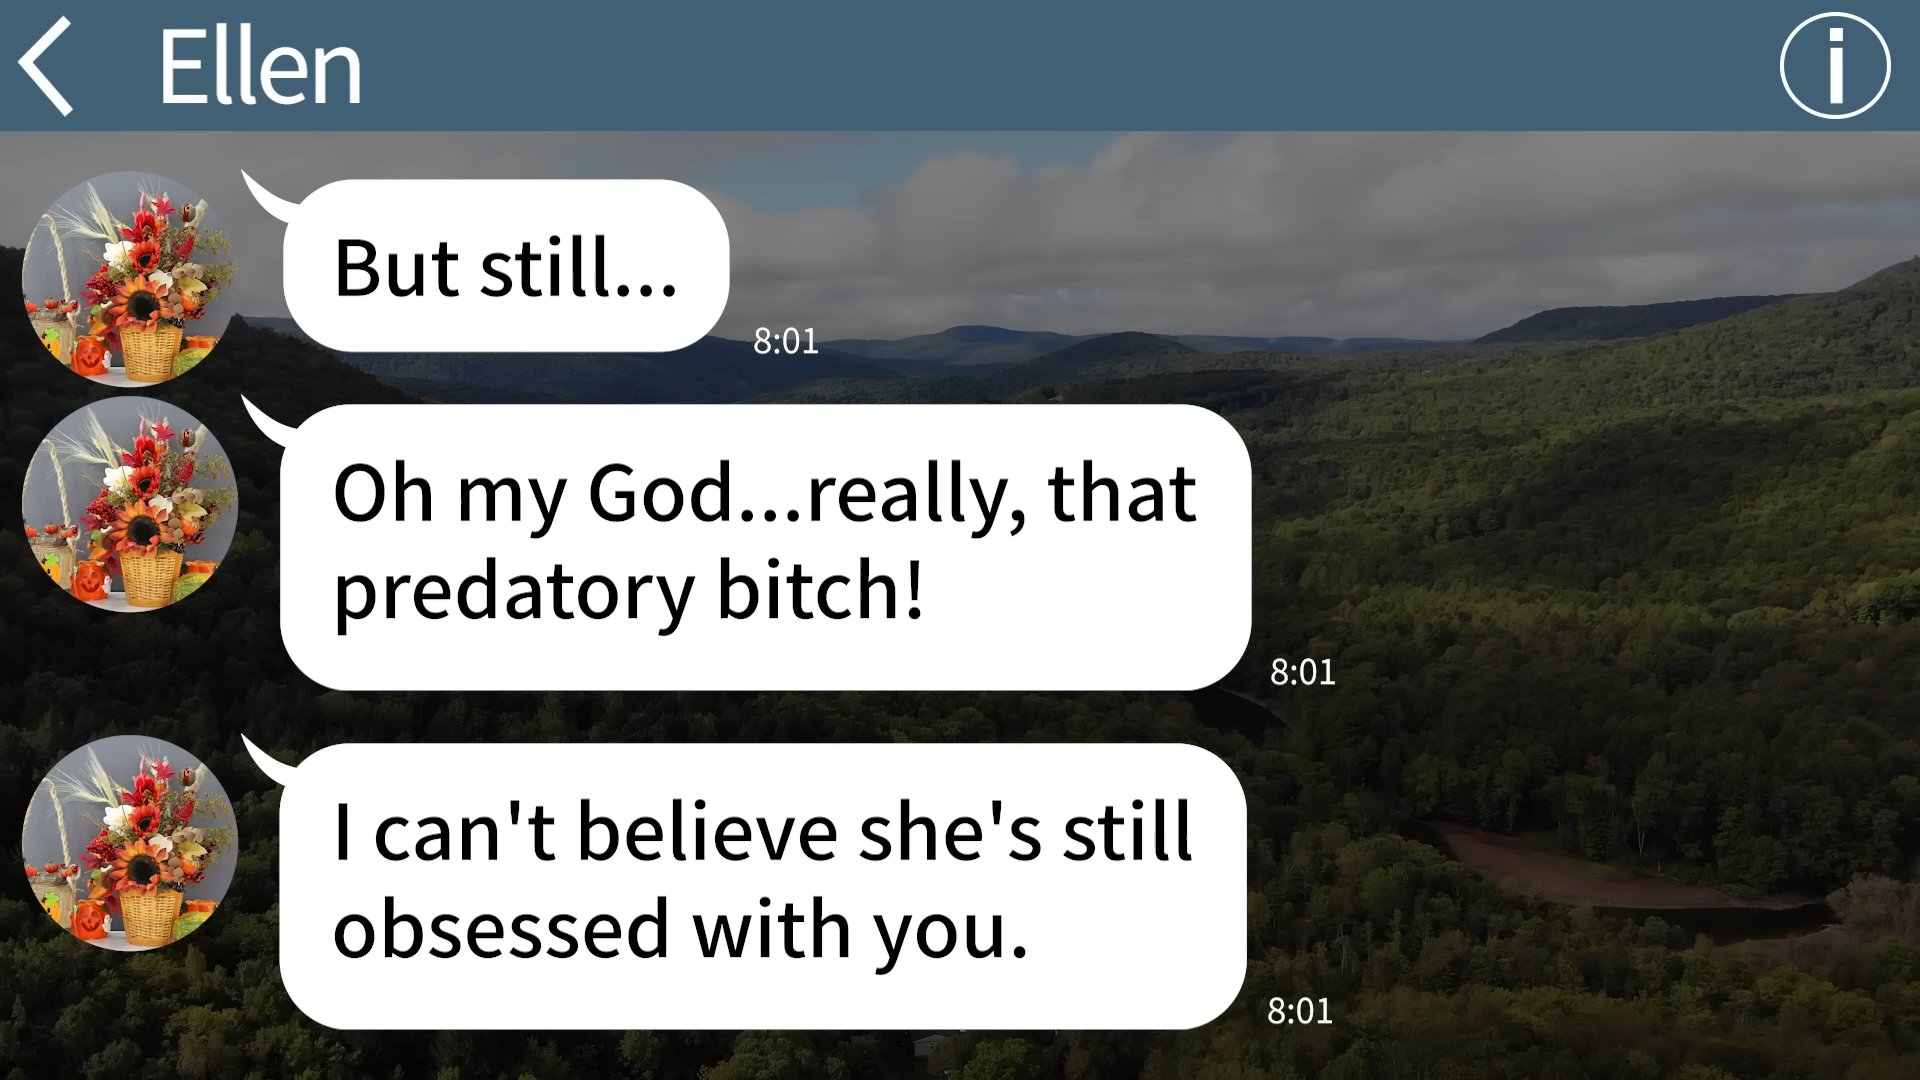 Ellen
But still...
8:01
Oh my God...really, that
predatory bitch!
8:01
I can't believe she's still
obsessed with you.
8:01